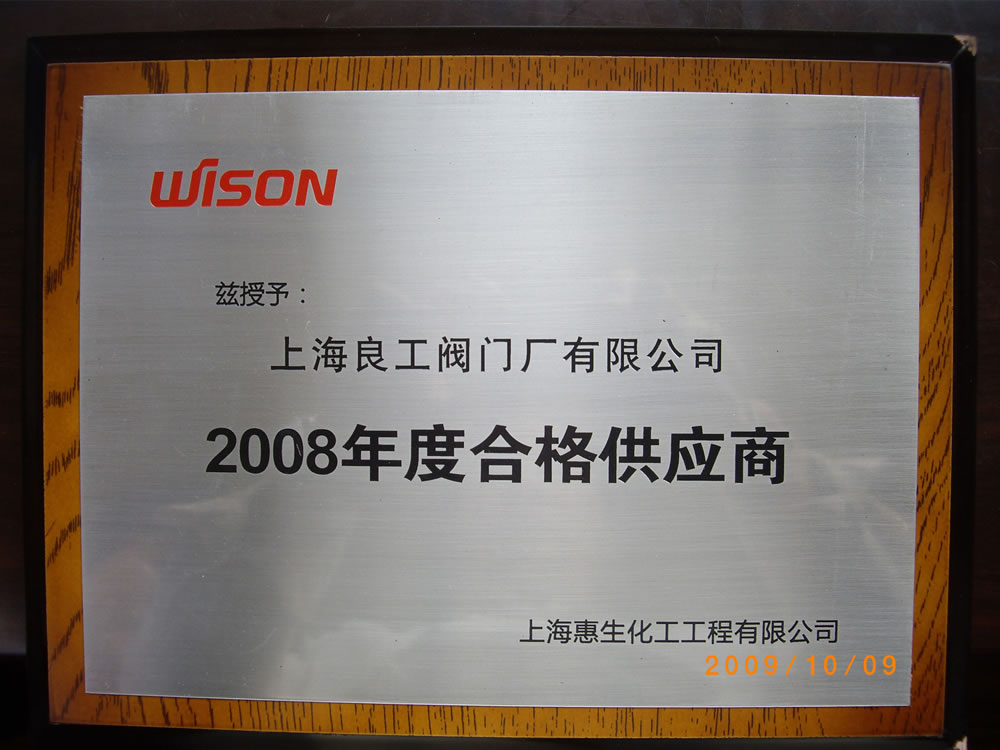 WISON
兹授予：
上海良工阀门厂有限公司
2008年度合格供应商
上海惠生化工工程有限公司
2009/10/09